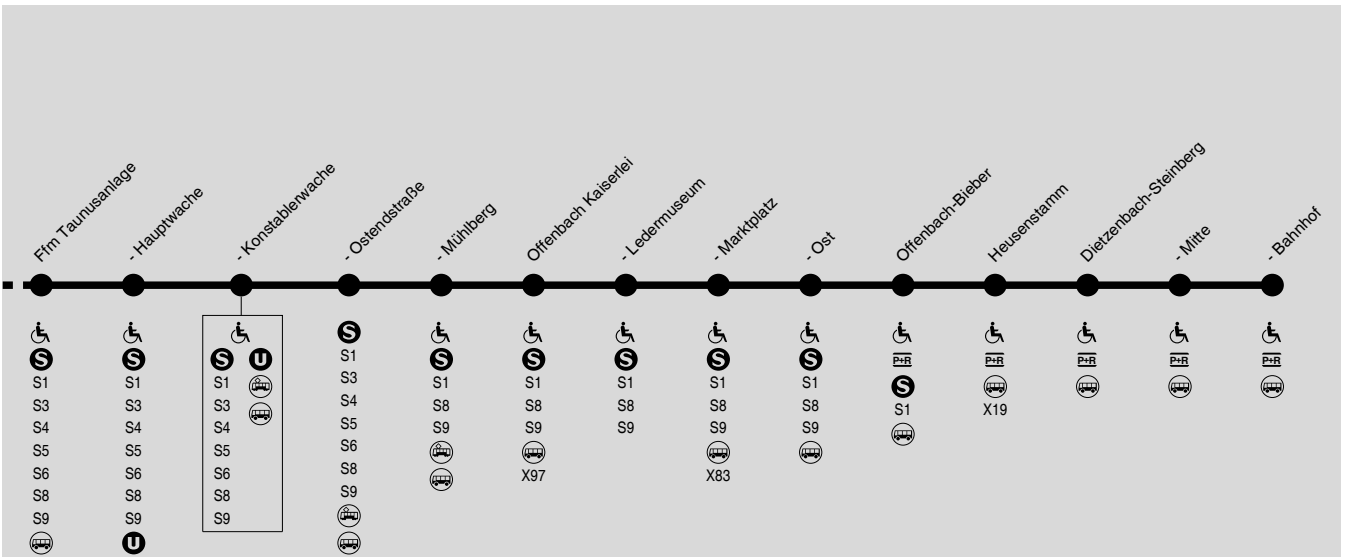 Ffm Taunusanlage
- Hauptwache
- Konstablerwache
- Ostendstraße
- Mühlberg
Offenbach Kaiserlei
- Ledermuseum
- Marktplatz
- Ost
Offenbach-Bieber
Heusenstamm
Dietzenbach-Steinberg
- Mitte
- Bahnhof
S
S1
S3
S4
S5
S6
S8
S9
S
S1
S3
S4
S5
S6
S8
S9
U
S U
S1
S3
S4
S5
S6
S8
S9
S
S1
S3
S4
S5
S6
S8
S9
S
S1
S8
S9
S
S1
S8
S9
X97
S
S1
S8
S9
S
S1
S8
S9
X83
S
S1
S8
S9
P+R
S
S1
P+R
X19
P+R
P+R
P+R